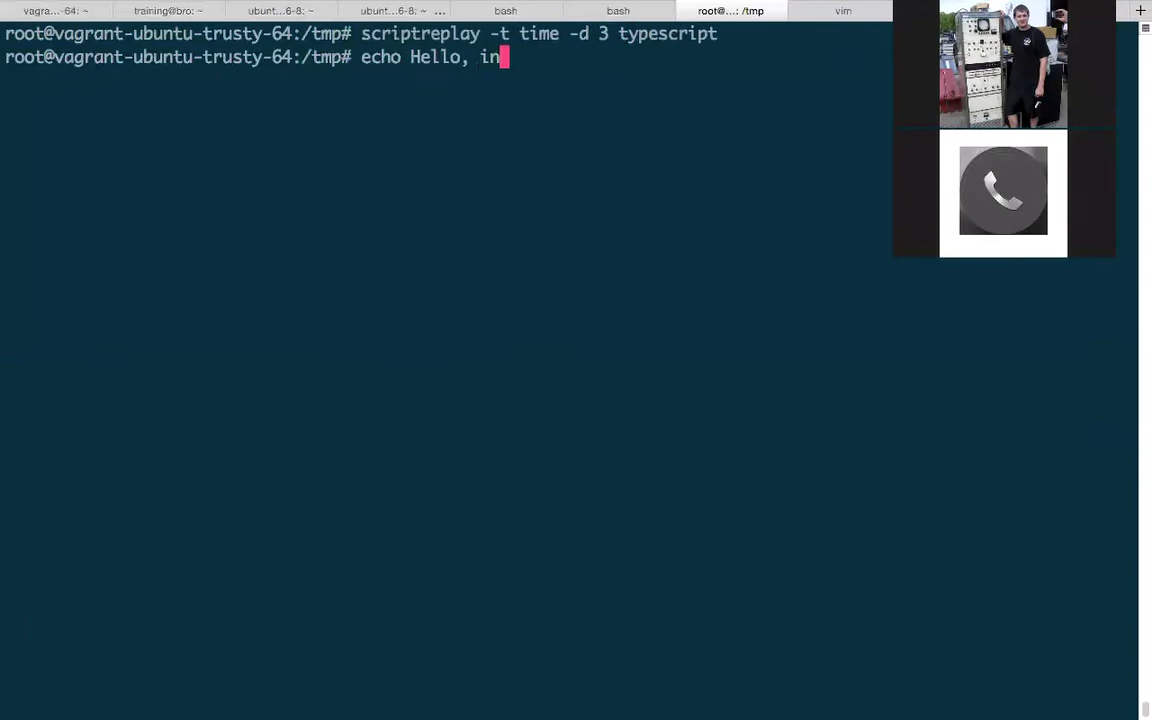 vagra...-64: ~ training@bro: ~ ubunt...6-8: ~ ubunt...6-8: ~ ... bash bash root@...: /tmp vim +
root@vagrant-ubuntu-trusty-64:/tmp# scriptreplay -t time -d 3 typescript
root@vagrant-ubuntu-trusty-64:/tmp# echo Hello, in